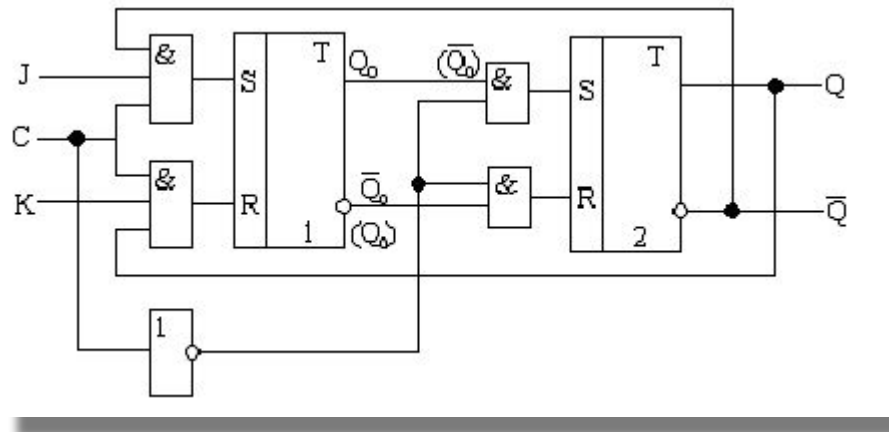 & T Q₀ (Q̅₀) & T
J S S Q
C
& Q̅₀ & R
K R (Q₀) Q̅
1 2
1